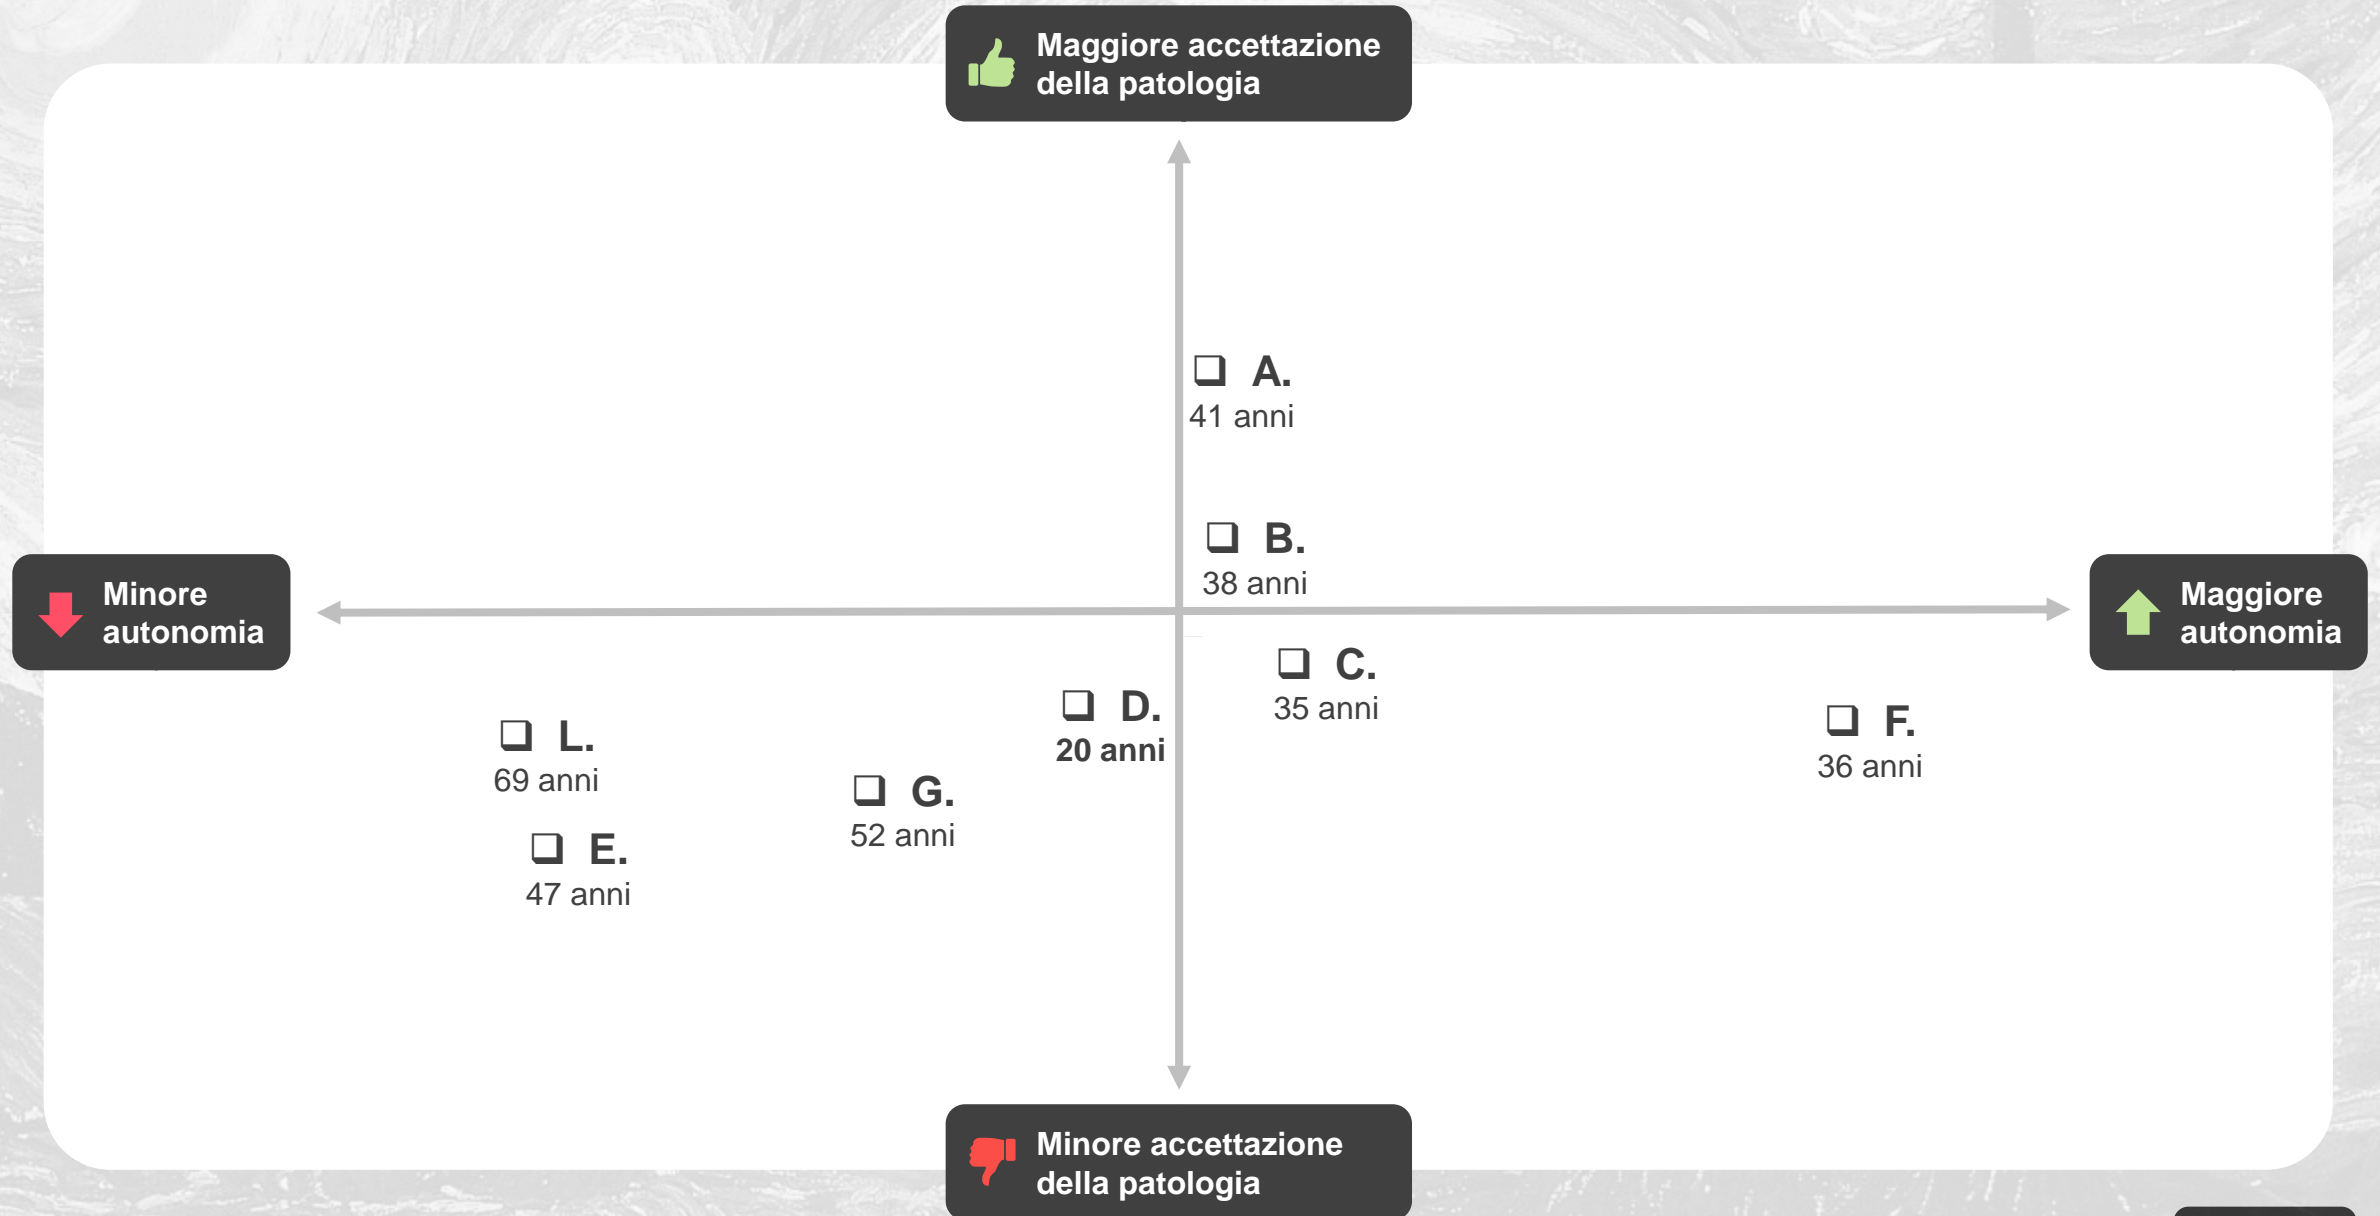 Maggiore accettazione
della patologia
A.
41 anni
B.
38 anni
Minore
autonomia
Maggiore
autonomia
C.
35 anni
D.
20 anni
L.
69 anni
F.
36 anni
G.
52 anni
E.
47 anni
Minore accettazione
della patologia